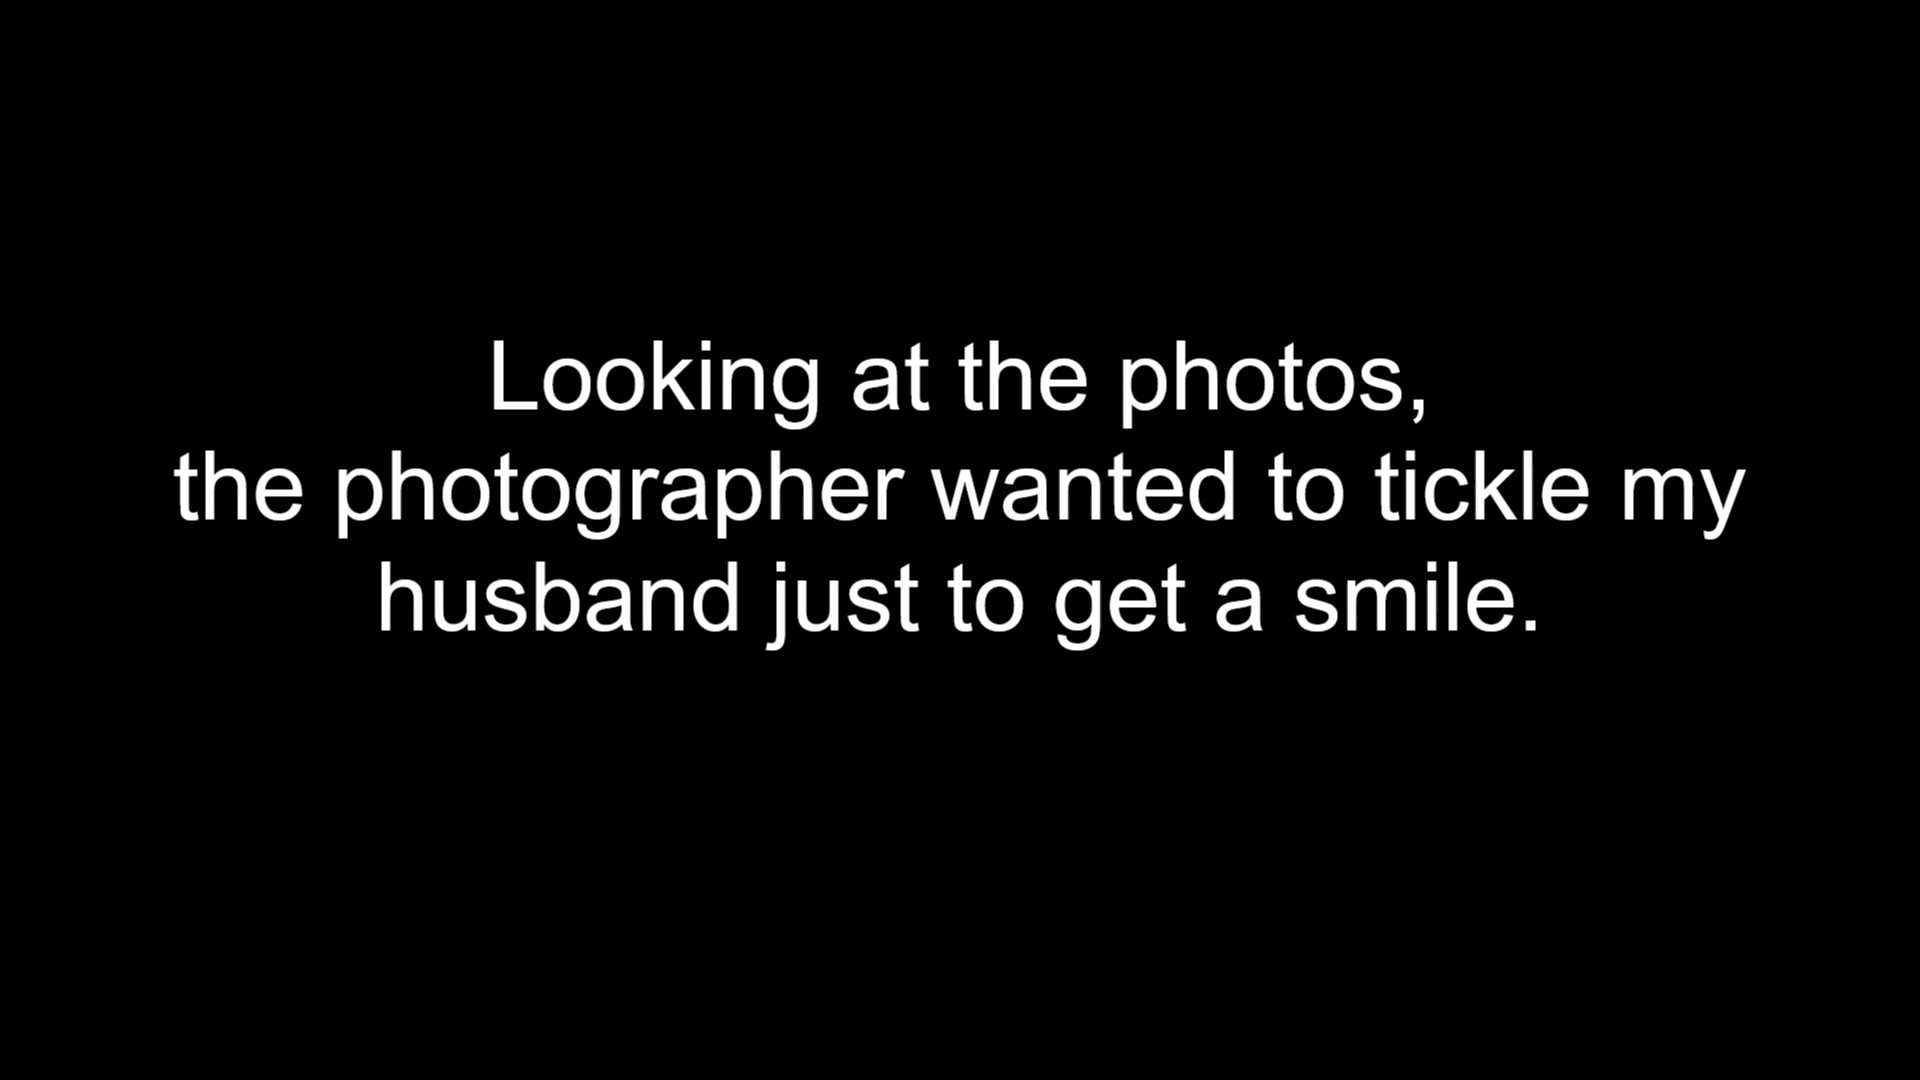 Looking at the photos,
the photographer wanted to tickle my
husband just to get a smile.